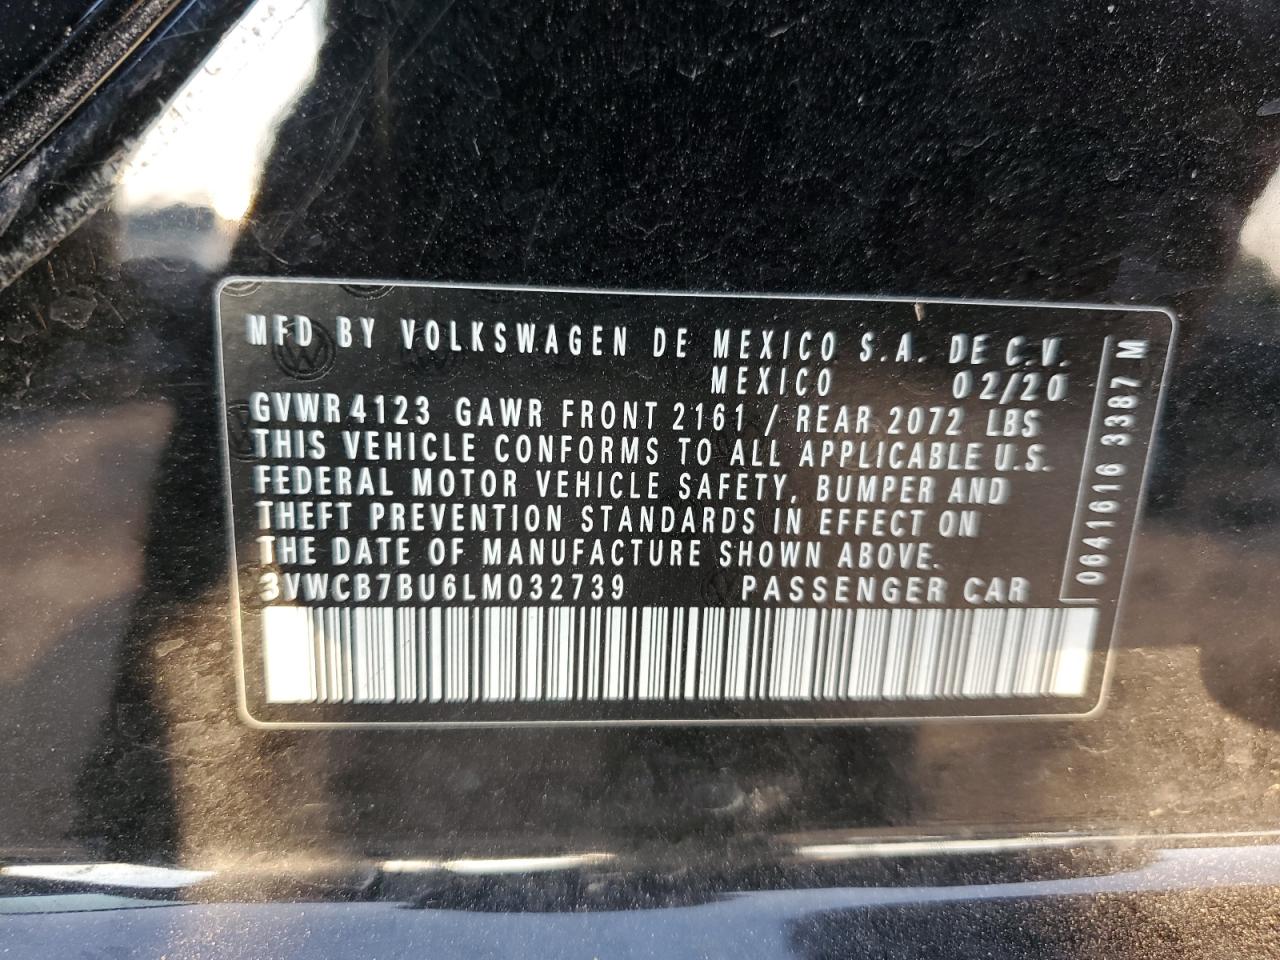 MFD BY VOLKSWAGEN DE MEXICO S.A. DE C.V.
MEXICO 02/20
GVWR 4123 GAWR FRONT 2161 / REAR 2072 LBS
THIS VEHICLE CONFORMS TO ALL APPLICABLE U.S.
FEDERAL MOTOR VEHICLE SAFETY, BUMPER AND
THEFT PREVENTION STANDARDS IN EFFECT ON
THE DATE OF MANUFACTURE SHOWN ABOVE.
3VWCB7BU6LM032739 PASSENGER CAR
0641616 3387 M